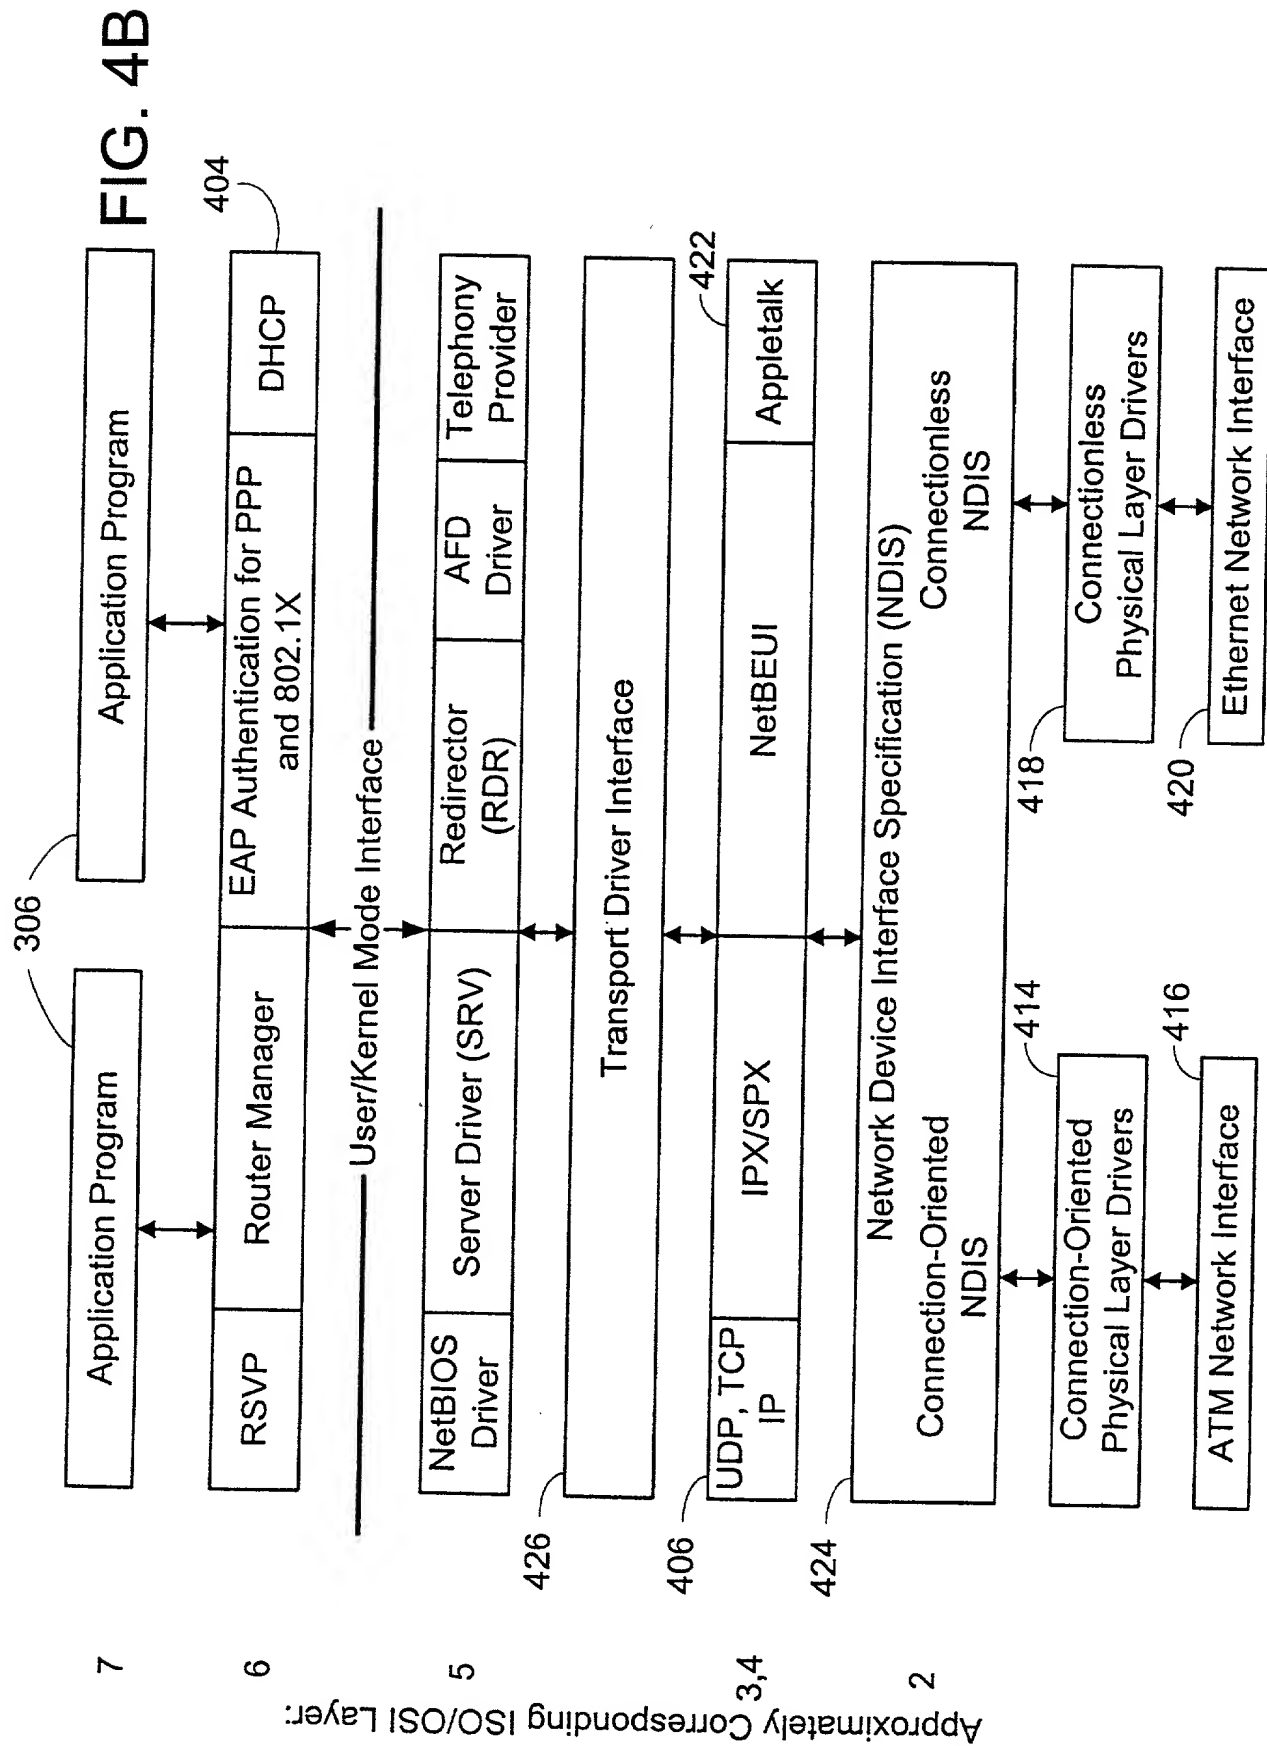 FIG. 4B
306
Application Program
Application Program
404
RSVP
Router Manager
EAP Authentication for PPP
and 802.1X
DHCP
User/Kernel Mode Interface
NetBIOS
Driver
Server Driver (SRV)
Redirector
(RDR)
AFD
Driver
Telephony
Provider
426
Transport Driver Interface
406
UDP, TCP
IP
IPX/SPX
NetBEUI
Appletalk
422
424
Network Device Interface Specification (NDIS)
Connection-Oriented
NDIS
Connectionless
NDIS
414
Connection-Oriented
Physical Layer Drivers
418
Connectionless
Physical Layer Drivers
416
ATM Network Interface
420
Ethernet Network Interface
Approximately Corresponding ISO/OSI Layer:
7
6
5
3,4
2